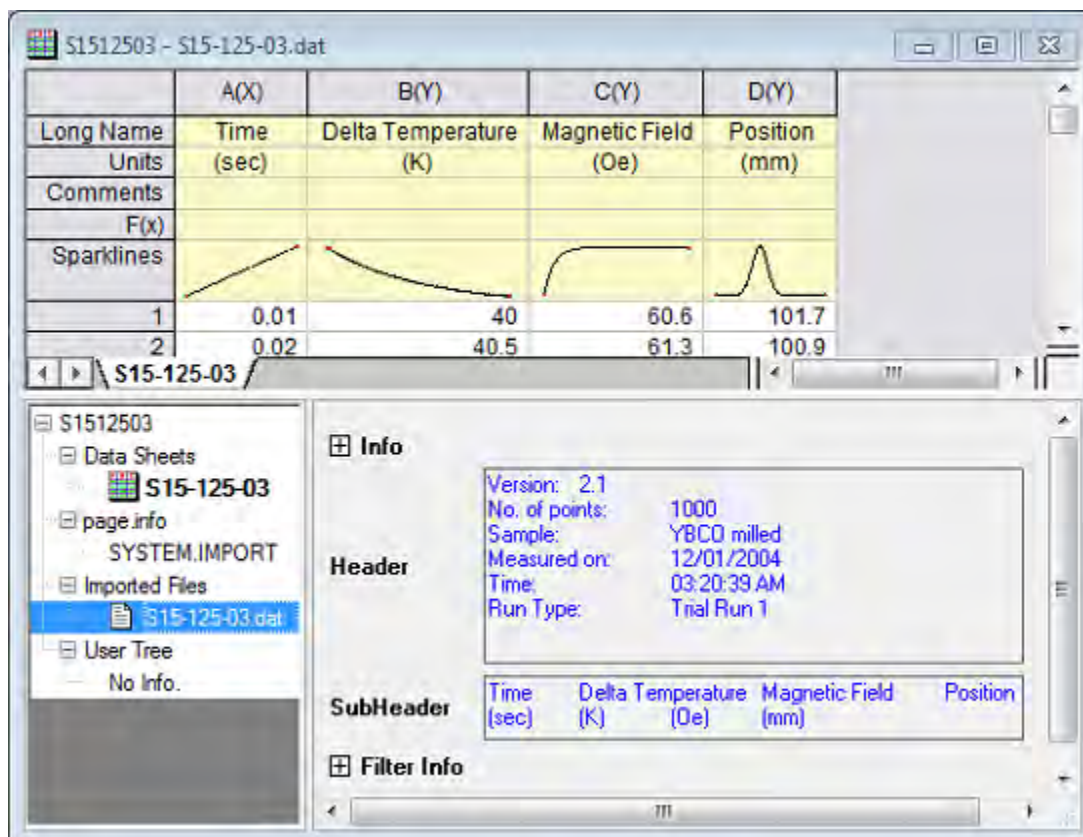 S1512503 - S15-125-03.dat
A(X) B(Y) C(Y) D(Y)
Long Name Time Delta Temperature Magnetic Field Position
Units (sec) (K) (Oe) (mm)
Comments
F(x)
Sparklines
1 0.01 40 60.6 101.7
2 0.02 40.5 61.3 100.9
S15-125-03
S1512503
Data Sheets
S15-125-03
page.info
SYSTEM.IMPORT
Imported Files
S15-125-03.dat
User Tree
No Info.
Info
Header
Version: 2.1
No. of points: 1000
Sample: YBCO milled
Measured on: 12/01/2004
Time: 03:20:39 AM
Run Type: Trial Run 1
SubHeader
Time Delta Temperature Magnetic Field Position
(sec) (K) (Oe) (mm)
Filter Info